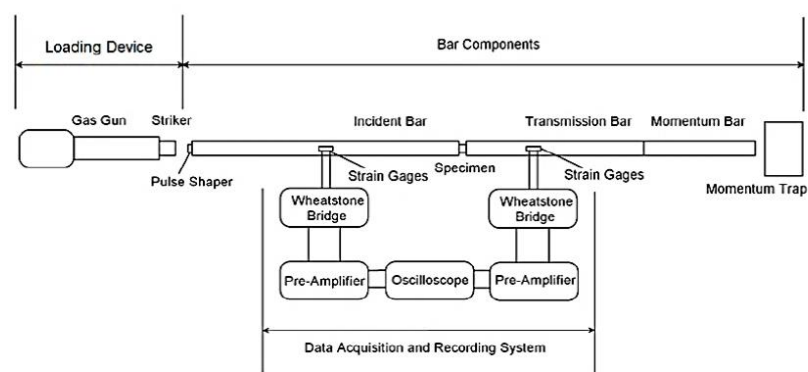 Loading Device
Bar Components
Gas Gun
Striker
Incident Bar
Transmission Bar
Momentum Bar
Pulse Shaper
Strain Gages
Specimen
Strain Gages
Momentum Trap
Wheatstone
Bridge
Wheatstone
Bridge
Pre-Amplifier
Oscilloscope
Pre-Amplifier
Data Acquisition and Recording System